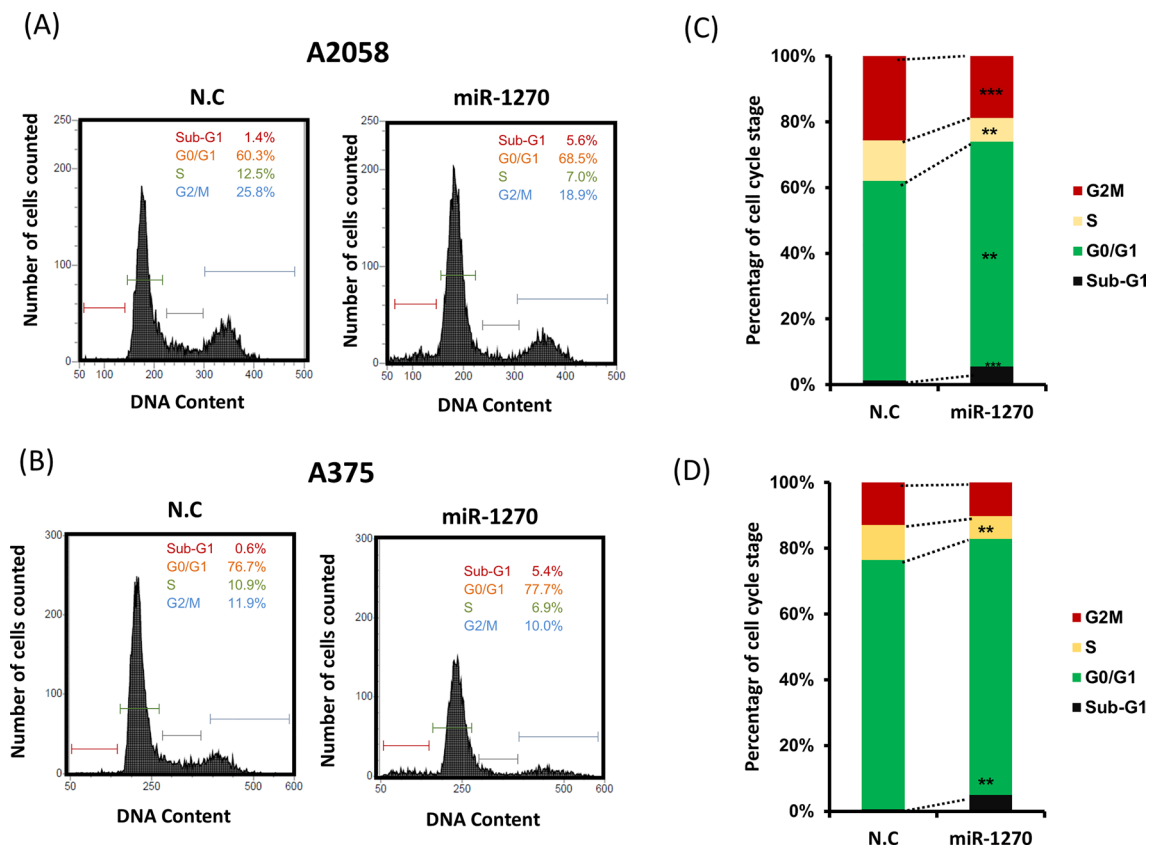 (A)
A2058
N.C
miR-1270
Number of cells counted
250
200
100
0
Sub-G1 1.4%
G0/G1 60.3%
S 12.5%
G2/M 25.8%
50 100 200 300 400 500
DNA Content
Number of cells counted
250
200
100
0
Sub-G1 5.6%
G0/G1 68.5%
S 7.0%
G2/M 18.9%
50 100 200 300 400 500
DNA Content
(B)
A375
N.C
miR-1270
Number of cells counted
300
200
100
0
Sub-G1 0.6%
G0/G1 76.7%
S 10.9%
G2/M 11.9%
50 250 500 600
DNA Content
Number of cells counted
300
200
100
0
Sub-G1 5.4%
G0/G1 77.7%
S 6.9%
G2/M 10.0%
50 250 500 600
DNA Content
(C)
Percentagr of cell cycle stage
100%
80%
60%
40%
20%
0%
***
**
**
***
N.C miR-1270
G2M
S
G0/G1
Sub-G1
(D)
Percentagr of cell cycle stage
100%
80%
60%
40%
20%
0%
**
**
N.C miR-1270
G2M
S
G0/G1
Sub-G1